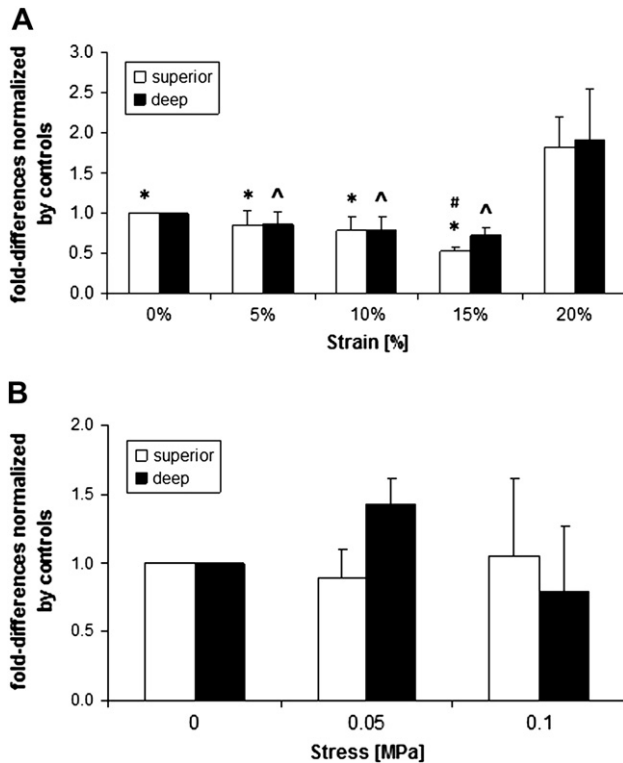 A
fold-differences normalized
by controls
3.0
2.5
2.0
1.5
1.0
0.5
0.0
superior
deep
*
* ^
* ^
#
* ^
0% 5% 10% 15% 20%
Strain [%]
B
fold-differences normalized
by controls
2.0
1.5
1.0
0.5
0.0
superior
deep
0 0.05 0.1
Stress [MPa]